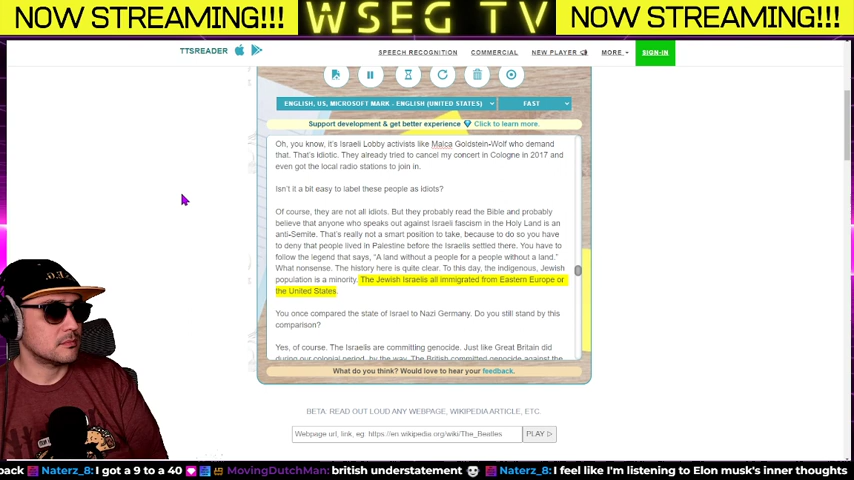 NOW STREAMING!!!
WSEG TV
NOW STREAMING!!!
TTSREADER
SPEECH RECOGNITION
COMMERCIAL
NEW PLAYER
MORE
SIGN-IN
ENGLISH, US, MICROSOFT MARK - ENGLISH (UNITED STATES)
FAST
Support development & get better experience 💎 Click to learn more.
Oh, you know, it's Israeli Lobby activists like Malca Goldstein-Wolf who demand
that. That's idiotic. They already tried to cancel my concert in Cologne in 2017 and
even got the local radio stations to join in.
Isn't it a bit easy to label these people as idiots?
Of course, they are not all idiots. But they probably read the Bible and probably
believe that anyone who speaks out against Israeli fascism in the Holy Land is an
anti-Semite. That's really not a smart position to take, because to do so you have
to deny that people lived in Palestine before the Israelis settled there. You have to
follow the legend that says, "A land without a people for a people without a land."
What nonsense. The history here is quite clear. To this day, the indigenous, Jewish
population is a minority. The Jewish Israelis all immigrated from Eastern Europe or
the United States.
You once compared the state of Israel to Nazi Germany. Do you still stand by this
comparison?
Yes, of course. The Israelis are committing genocide. Just like Great Britain did
during our colonial period, by the way. The British committed genocide against the
What do you think? Would love to hear your feedback.
BETA. READ OUT LOUD ANY WEBPAGE, WIKIPEDIA ARTICLE, ETC.
Webpage url, link, eg. https://en.wikipedia.org/wiki/The_Beatles
PLAY ▷
back Naterz_8: I got a 9 to a 40 MovingDutchMan: british understatement 💀 Naterz_8: I feel like I'm listening to Elon musk's inner thoughts